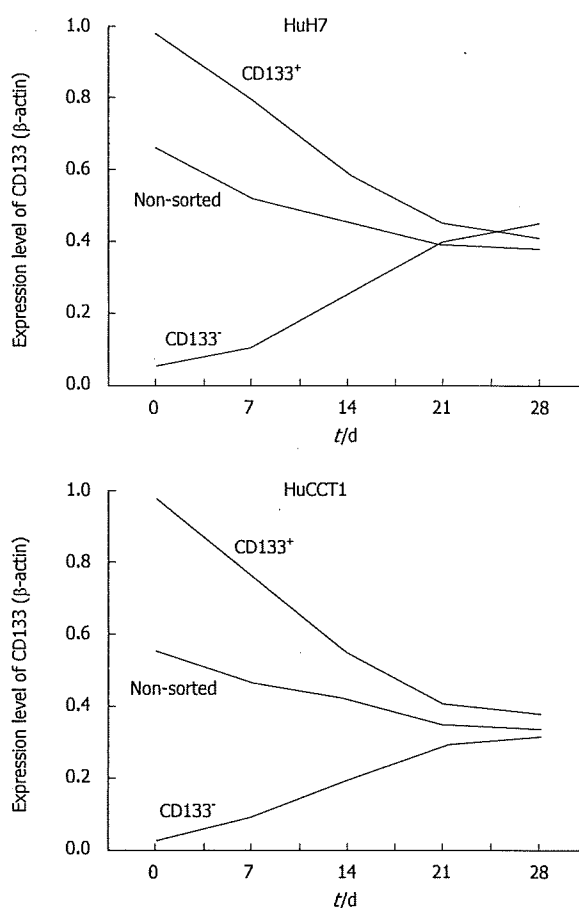 HuH7
Expression level of CD133 (β-actin)
1.0
0.8
0.6
0.4
0.2
0.0
CD133⁺
Non-sorted
CD133⁻
0 7 14 21 28
t/d
HuCCT1
Expression level of CD133 (β-actin)
1.0
0.8
0.6
0.4
0.2
0.0
CD133⁺
Non-sorted
CD133⁻
0 7 14 21 28
t/d